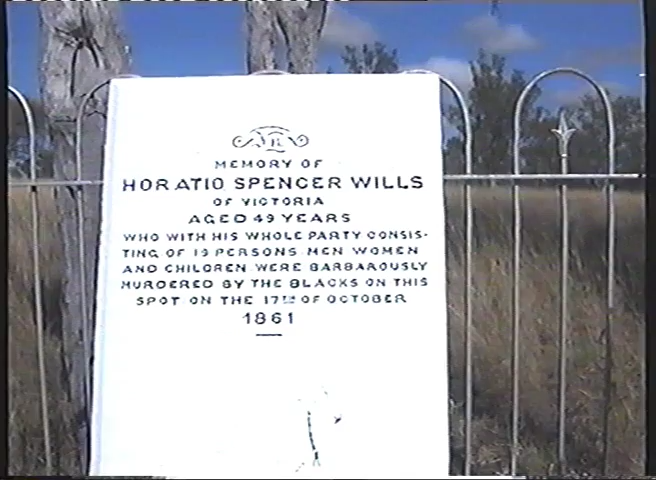 IN
MEMORY OF
HORATIO SPENCER WILLS
OF VICTORIA
AGED 49 YEARS
WHO WITH HIS WHOLE PARTY CONSIS-
TING OF 19 PERSONS MEN WOMEN
AND CHILDREN WERE BARBAROUSLY
MURDERED BY THE BLACKS ON THIS
SPOT ON THE 17TH OF OCTOBER
1861